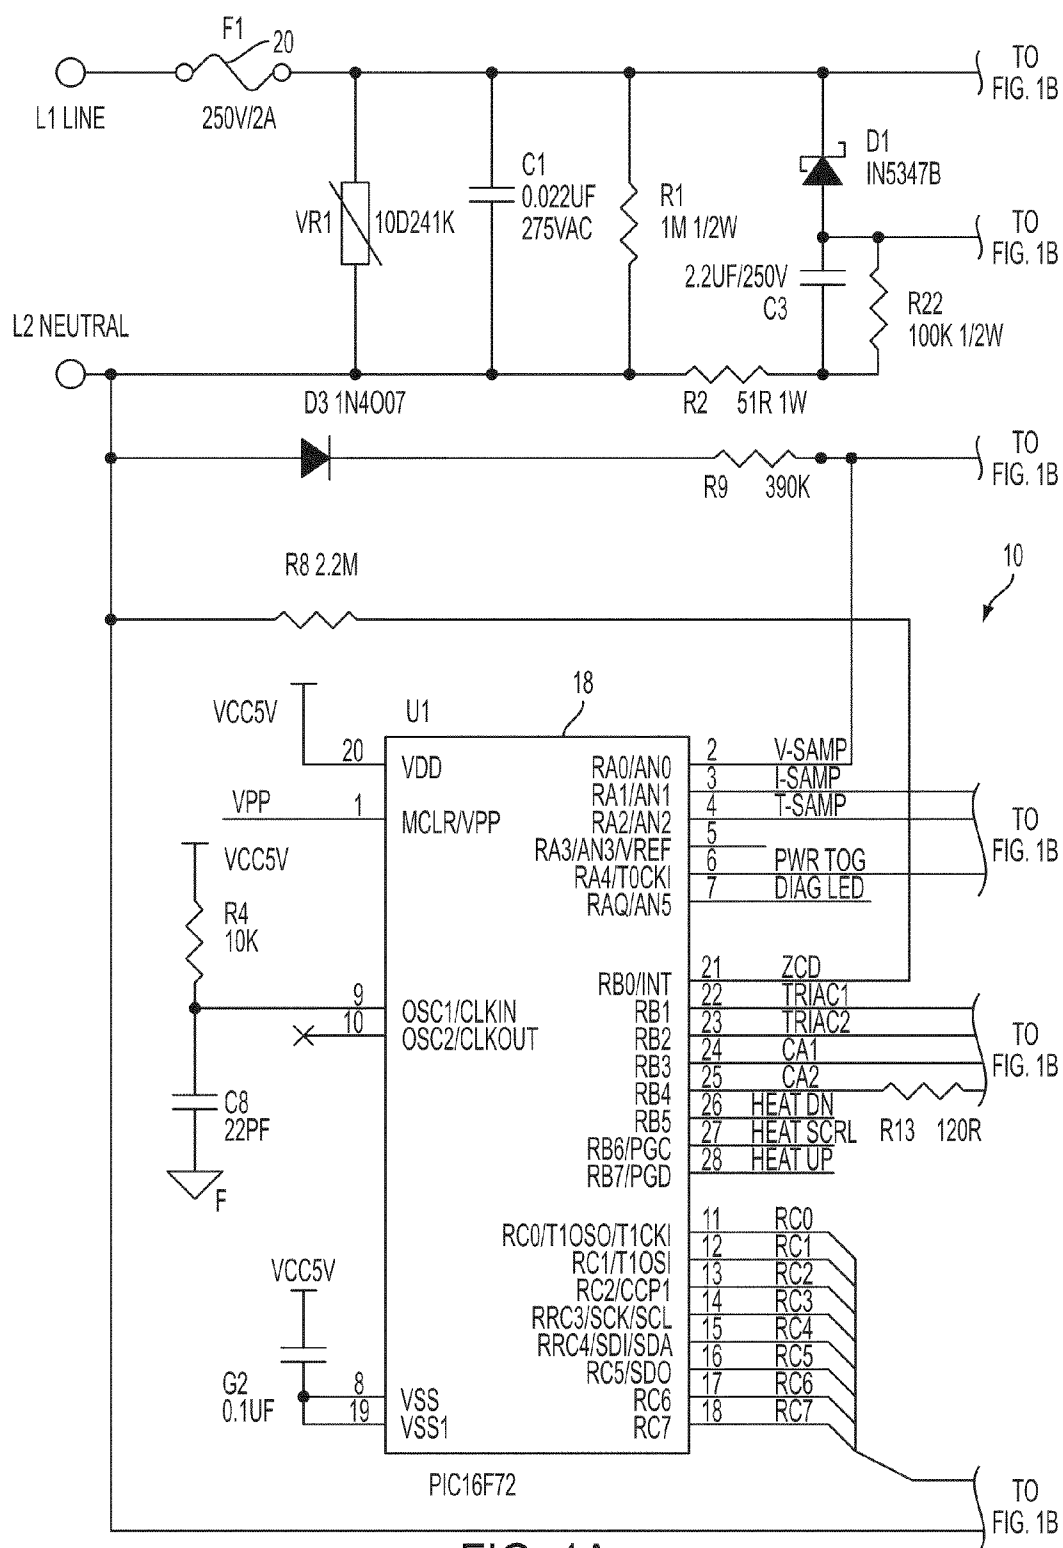 F1
20
TO
FIG. 1B
L1 LINE
250V/2A
D1
IN5347B
C1
0.022UF
275VAC
VR1
10D241K
R1
1M 1/2W
TO
FIG. 1B
2.2UF/250V
C3
R22
100K 1/2W
L2 NEUTRAL
D3 1N4O07
R2
51R 1W
TO
FIG. 1B
R9
390K
10
R8 2.2M
18
VCC5V
U1
20
VDD
VPP
1
MCLR/VPP
VCC5V
R4
10K
9
OSC1/CLKIN
10
OSC2/CLKOUT
C8
22PF
F
VCC5V
G2
0.1UF
8
VSS
19
VSS1
RA0/AN0
2
V-SAMP
RA1/AN1
3
I-SAMP
RA2/AN2
4
T-SAMP
RA3/AN3/VREF
5
RA4/T0CKI
6
PWR TOG
RAQ/AN5
7
DIAG LED
TO
FIG. 1B
RB0/INT
21
ZCD
RB1
22
TRIAC1
RB2
23
TRIAC2
RB3
24
CA1
RB4
25
CA2
RB5
26
HEAT DN
RB6/PGC
27
HEAT SCRL
RB7/PGD
28
HEAT UP
TO
FIG. 1B
R13
120R
RC0/T1OSO/T1CKI
11
RC0
RC1/T1OSI
12
RC1
RC2/CCP1
13
RC2
RRC3/SCK/SCL
14
RC3
RRC4/SDI/SDA
15
RC4
RC5/SDO
16
RC5
RC6
17
RC6
RC7
18
RC7
PIC16F72
TO
FIG. 1B